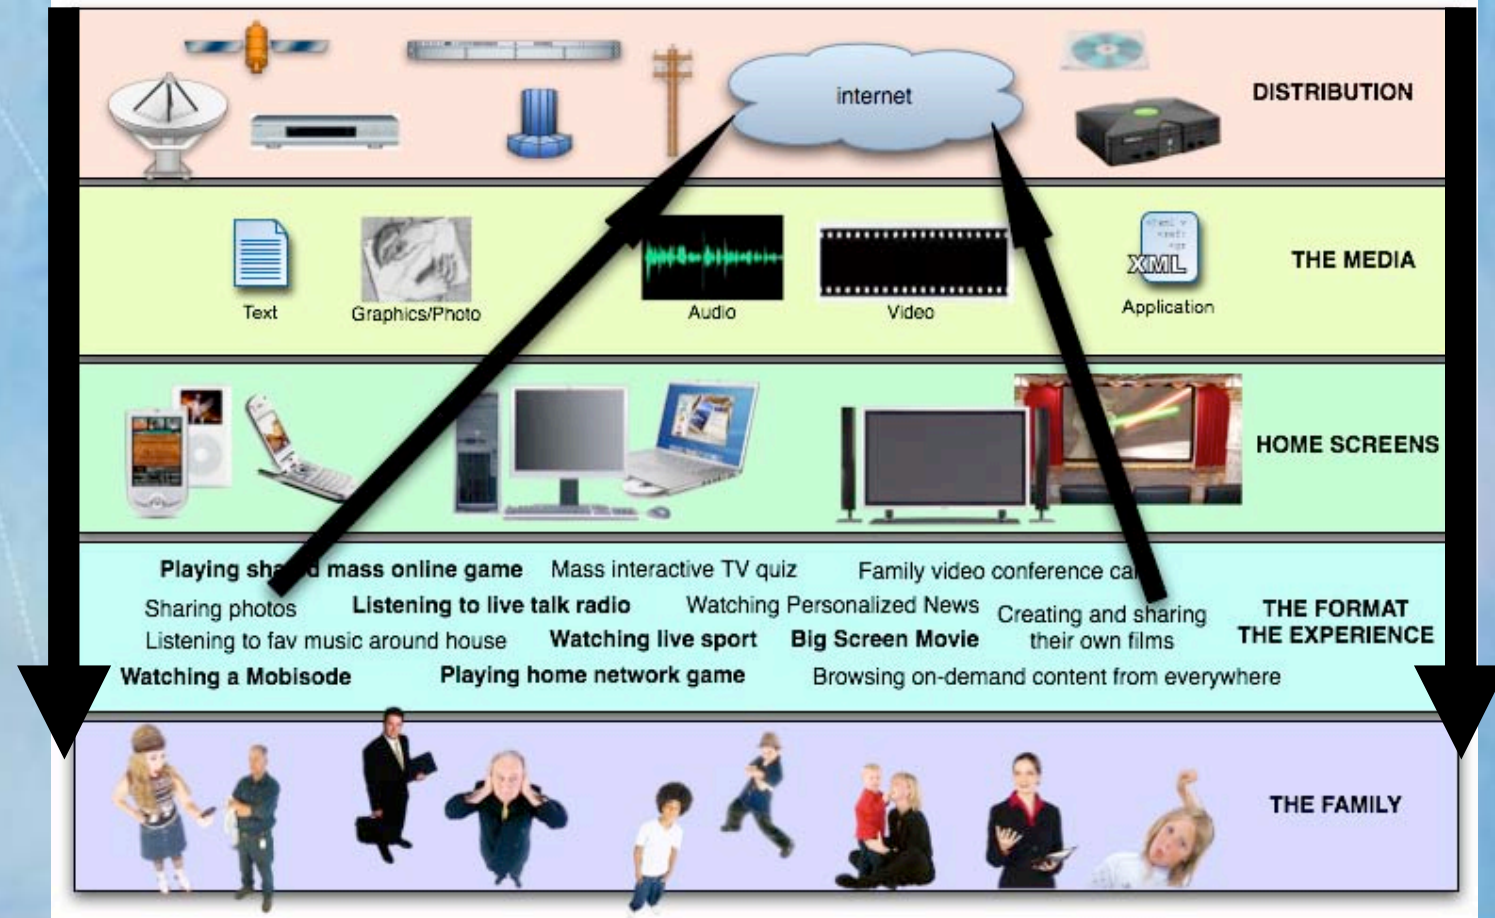 internet
DISTRIBUTION
THE MEDIA
XML
Text
Graphics/Photo
Audio
Video
Application
HOME SCREENS
Playing shared mass online game
Mass interactive TV quiz
Family video conference
Sharing photos
Listening to live talk radio
Watching Personalized News
Creating and sharing
their own films
THE FORMAT
THE EXPERIENCE
Listening to fav music around house
Watching live sport
Big Screen Movie
Watching a Mobisode
Playing home network game
Browsing on-demand content from everywhere
THE FAMILY